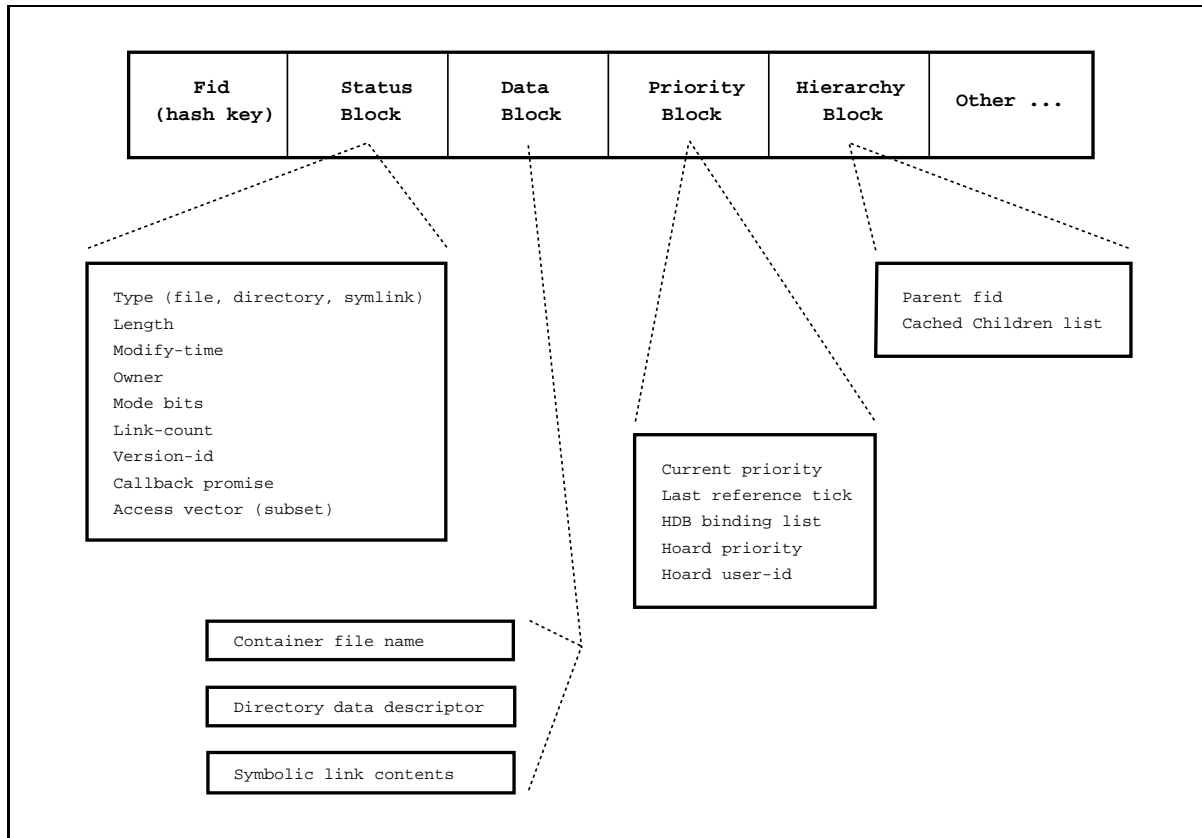 Fid
(hash key)
Status
Block
Data
Block
Priority
Block
Hierarchy
Block
Other ...
Type (file, directory, symlink)
Length
Modify-time
Owner
Mode bits
Link-count
Version-id
Callback promise
Access vector (subset)
Parent fid
Cached Children list
Current priority
Last reference tick
HDB binding list
Hoard priority
Hoard user-id
Container file name
Directory data descriptor
Symbolic link contents